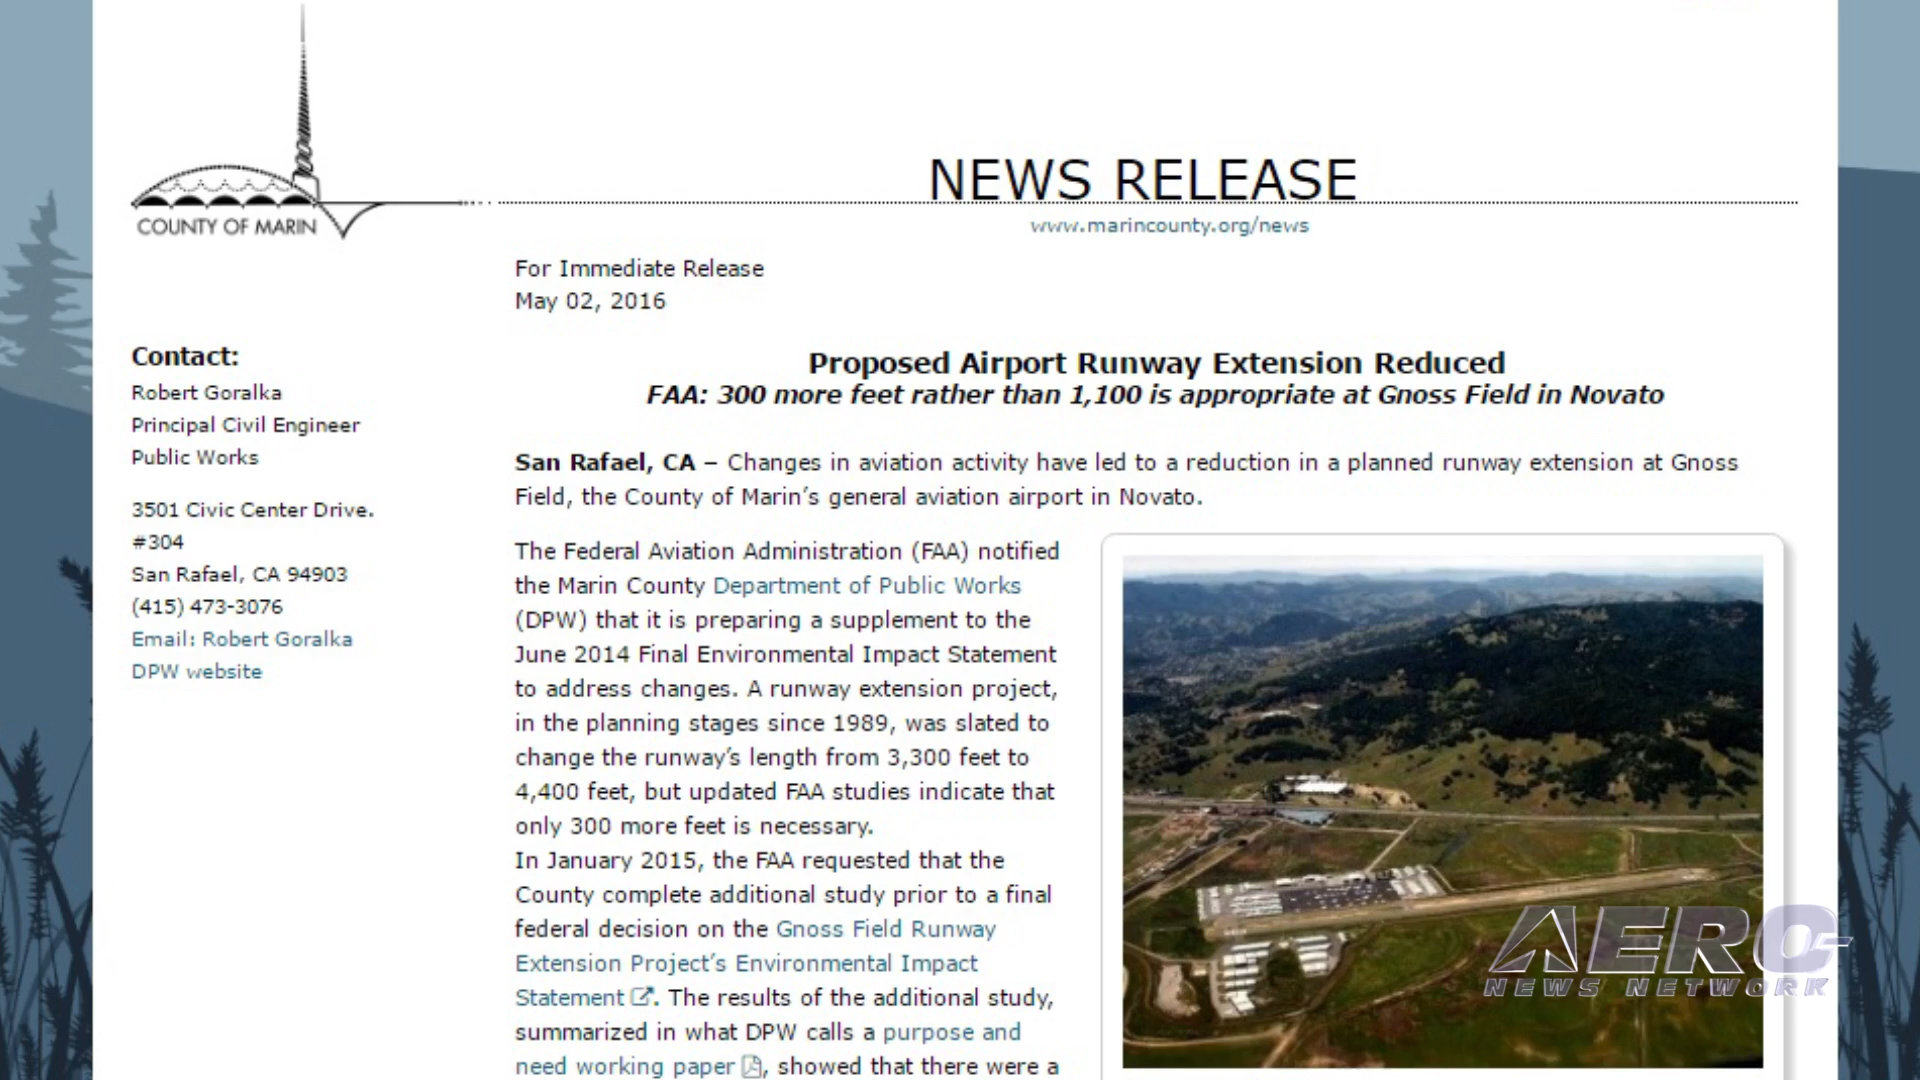 COUNTY OF MARIN
NEWS RELEASE
www.marincounty.org/news
For Immediate Release
May 02, 2016
Contact:
Robert Goralka
Principal Civil Engineer
Public Works
3501 Civic Center Drive.
#304
San Rafael, CA 94903
(415) 473-3076
Email: Robert Goralka
DPW website
Proposed Airport Runway Extension Reduced
FAA: 300 more feet rather than 1,100 is appropriate at Gnoss Field in Novato
San Rafael, CA – Changes in aviation activity have led to a reduction in a planned runway extension at Gnoss
Field, the County of Marin’s general aviation airport in Novato.
The Federal Aviation Administration (FAA) notified
the Marin County Department of Public Works
(DPW) that it is preparing a supplement to the
June 2014 Final Environmental Impact Statement
to address changes. A runway extension project,
in the planning stages since 1989, was slated to
change the runway’s length from 3,300 feet to
4,400 feet, but updated FAA studies indicate that
only 300 more feet is necessary.
In January 2015, the FAA requested that the
County complete additional study prior to a final
federal decision on the Gnoss Field Runway
Extension Project’s Environmental Impact
Statement. The results of the additional study,
summarized in what DPW calls a purpose and
need working paper, showed that there were a
AERO
NEWS NETWORK